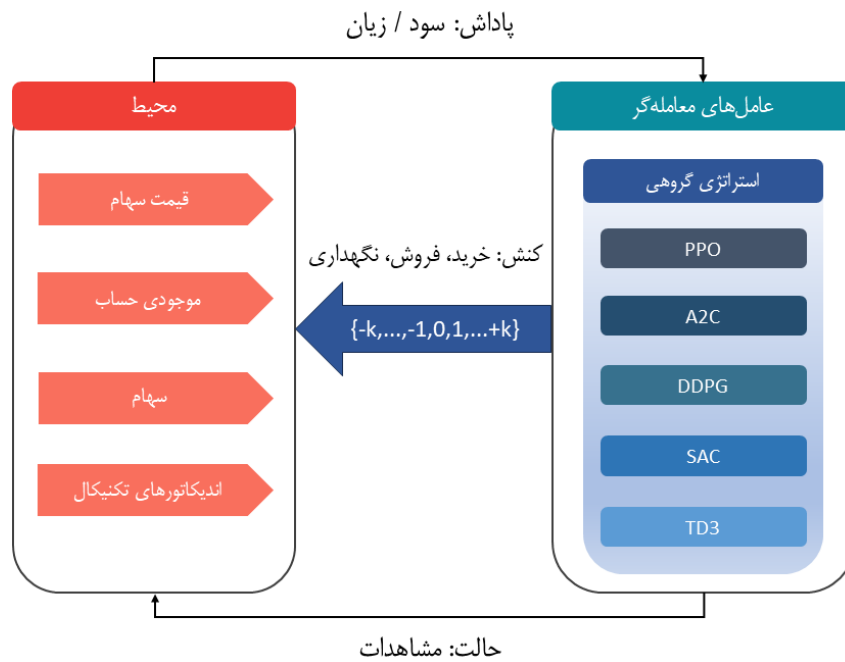 پاداش: سود / زیان
عامل‌های معامله‌گر
استراتژی گروهی
PPO
A2C
DDPG
SAC
TD3
کنش: خرید، فروش، نگهداری
{-k,...,-1,0,1,...+k}
محیط
قیمت سهام
موجودی حساب
سهام
اندیکاتورهای تکنیکال
حالت: مشاهدات